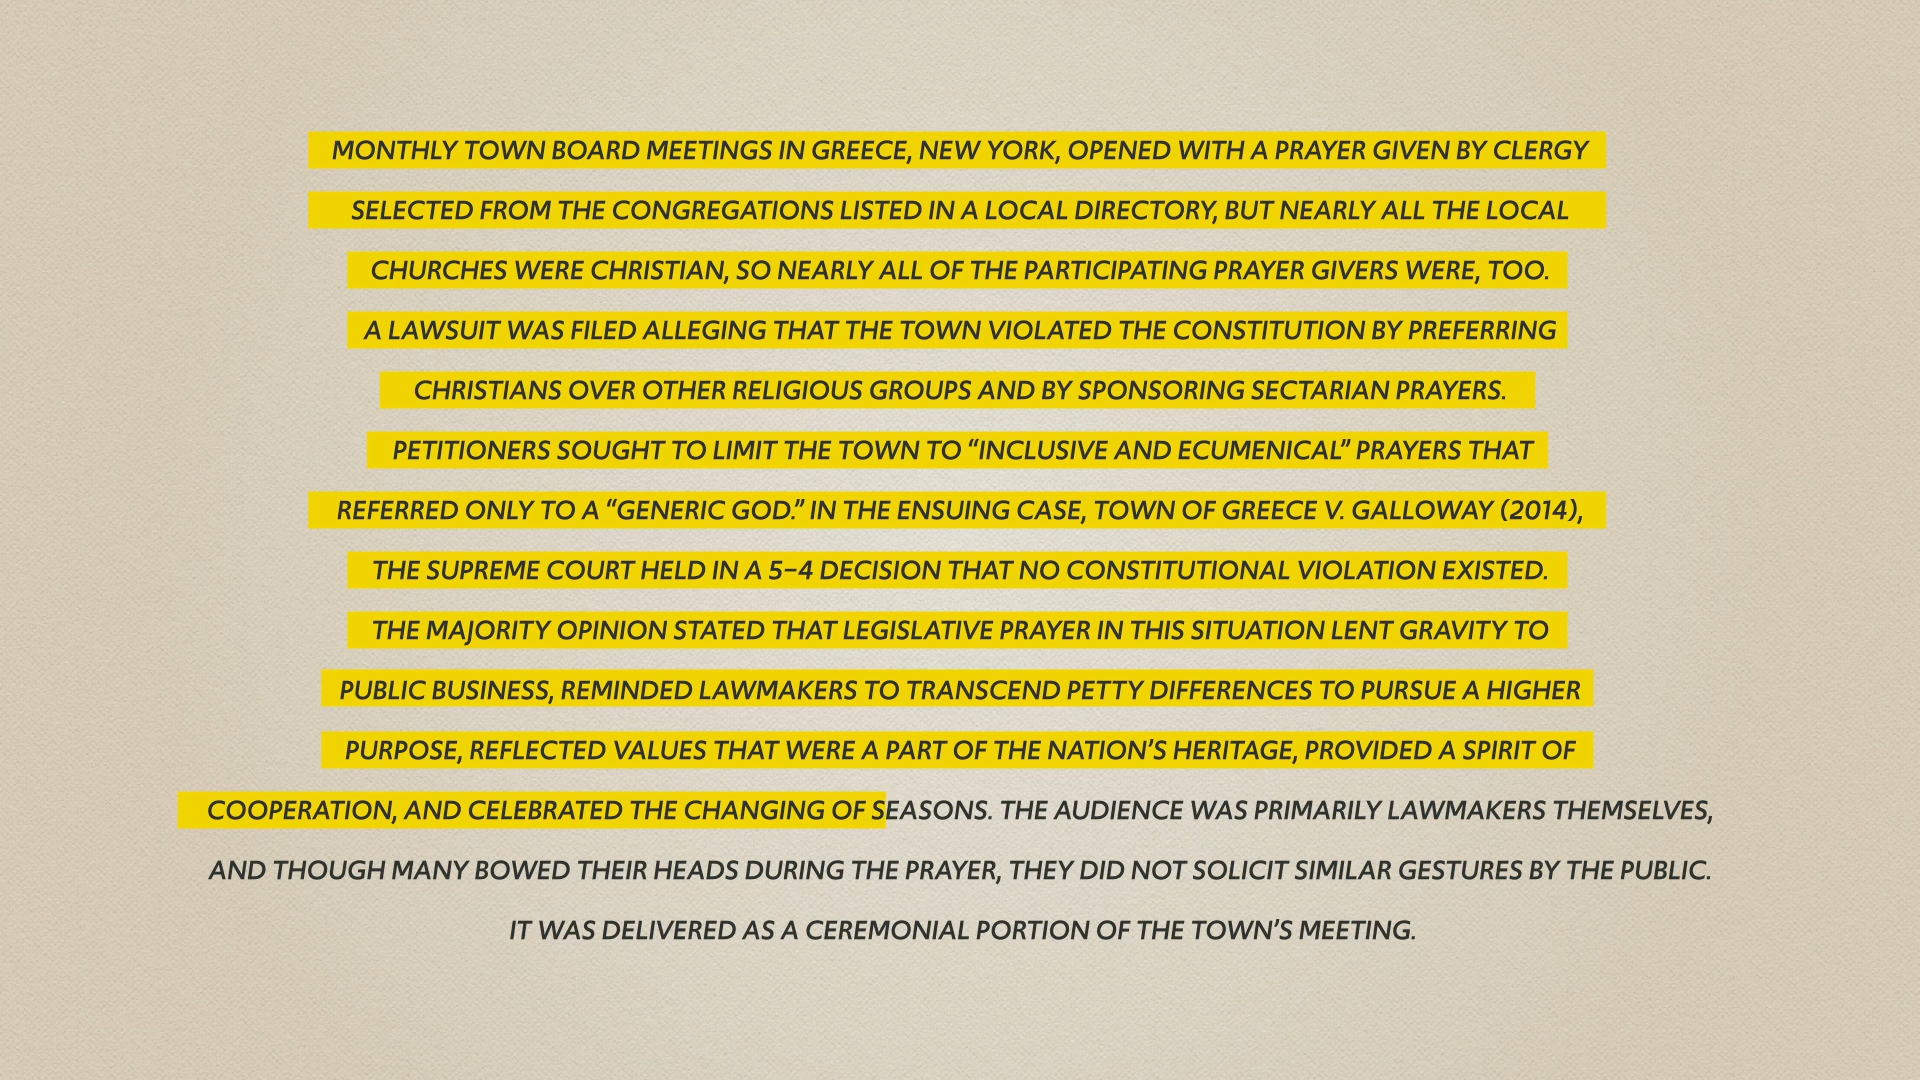 MONTHLY TOWN BOARD MEETINGS IN GREECE, NEW YORK, OPENED WITH A PRAYER GIVEN BY CLERGY
SELECTED FROM THE CONGREGATIONS LISTED IN A LOCAL DIRECTORY, BUT NEARLY ALL THE LOCAL
CHURCHES WERE CHRISTIAN, SO NEARLY ALL OF THE PARTICIPATING PRAYER GIVERS WERE, TOO.
A LAWSUIT WAS FILED ALLEGING THAT THE TOWN VIOLATED THE CONSTITUTION BY PREFERRING
CHRISTIANS OVER OTHER RELIGIOUS GROUPS AND BY SPONSORING SECTARIAN PRAYERS.
PETITIONERS SOUGHT TO LIMIT THE TOWN TO “INCLUSIVE AND ECUMENICAL” PRAYERS THAT
REFERRED ONLY TO A “GENERIC GOD.” IN THE ENSUING CASE, TOWN OF GREECE V. GALLOWAY (2014),
THE SUPREME COURT HELD IN A 5–4 DECISION THAT NO CONSTITUTIONAL VIOLATION EXISTED.
THE MAJORITY OPINION STATED THAT LEGISLATIVE PRAYER IN THIS SITUATION LENT GRAVITY TO
PUBLIC BUSINESS, REMINDED LAWMAKERS TO TRANSCEND PETTY DIFFERENCES TO PURSUE A HIGHER
PURPOSE, REFLECTED VALUES THAT WERE A PART OF THE NATION’S HERITAGE, PROVIDED A SPIRIT OF
COOPERATION, AND CELEBRATED THE CHANGING OF SEASONS. THE AUDIENCE WAS PRIMARILY LAWMAKERS THEMSELVES,
AND THOUGH MANY BOWED THEIR HEADS DURING THE PRAYER, THEY DID NOT SOLICIT SIMILAR GESTURES BY THE PUBLIC.
IT WAS DELIVERED AS A CEREMONIAL PORTION OF THE TOWN’S MEETING.